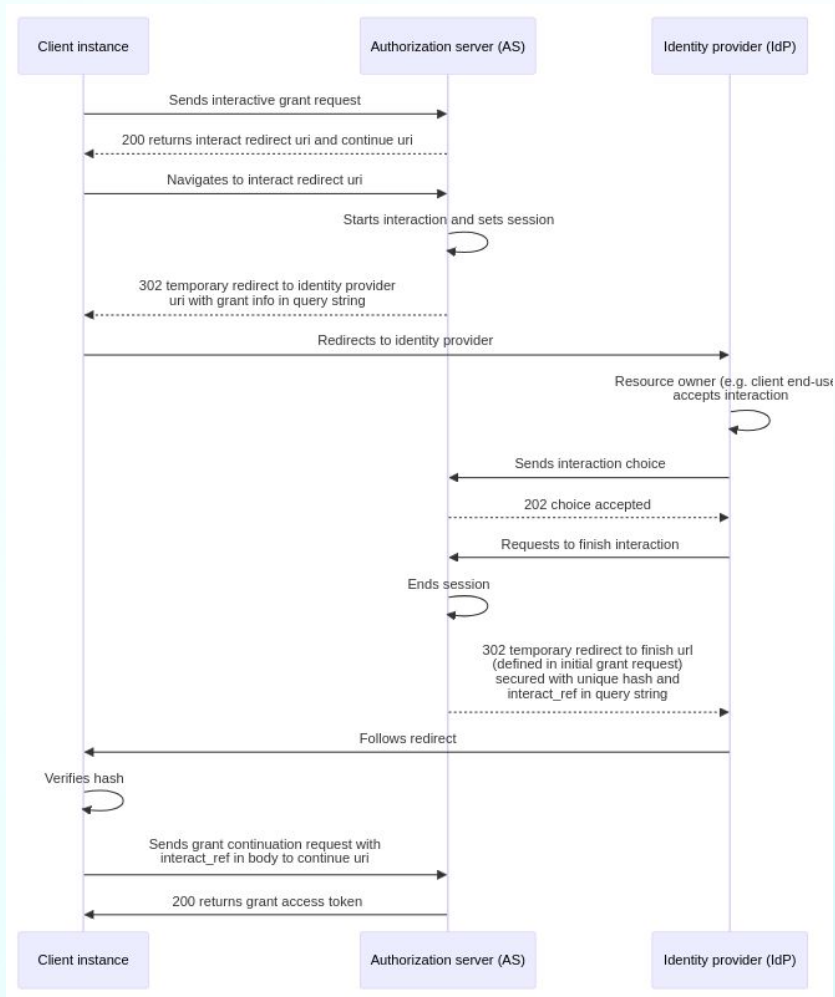 Client instance
Authorization server (AS)
Identity provider (IdP)
Sends interactive grant request
200 returns interact redirect uri and continue uri
Navigates to interact redirect uri
Starts interaction and sets session
302 temporary redirect to identity provider
uri with grant info in query string
Redirects to identity provider
Resource owner (e.g. client end-use
accepts interaction
Sends interaction choice
202 choice accepted
Requests to finish interaction
Ends session
302 temporary redirect to finish url
(defined in initial grant request)
secured with unique hash and
interact_ref in query string
Follows redirect
Verifies hash
Sends grant continuation request with
interact_ref in body to continue uri
200 returns grant access token
Client instance
Authorization server (AS)
Identity provider (IdP)